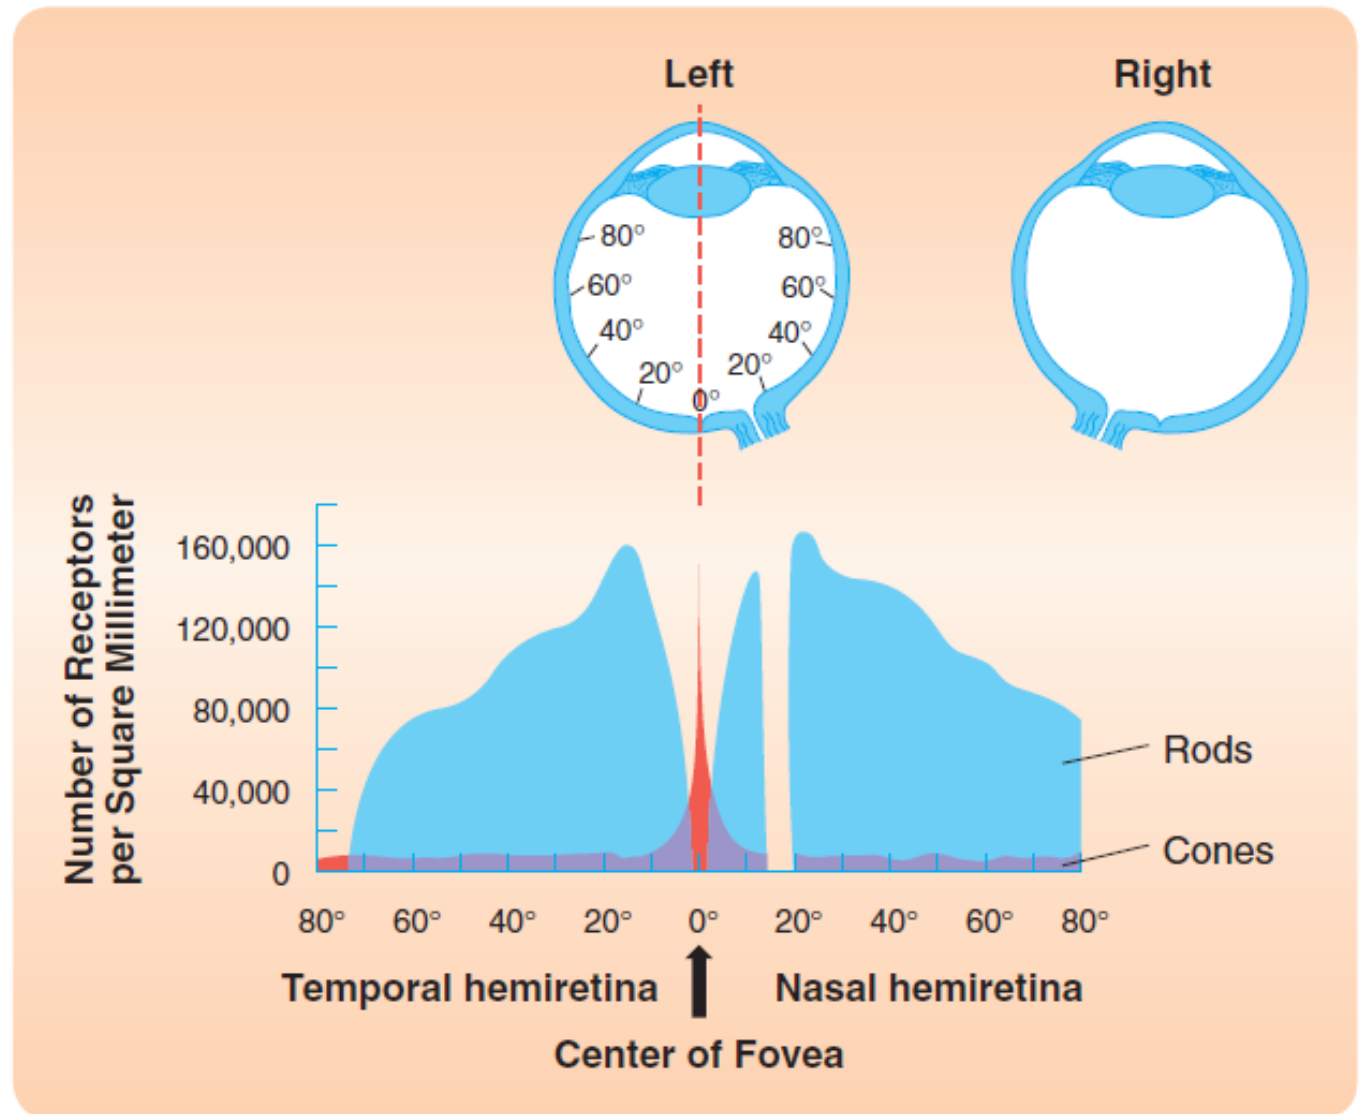 Left
Right
80°
80°
60°
60°
40°
40°
20°
20°
0°
Number of Receptors
per Square Millimeter
160,000
120,000
80,000
40,000
0
Rods
Cones
80° 60° 40° 20° 0° 20° 40° 60° 80°
Temporal hemiretina
Nasal hemiretina
Center of Fovea